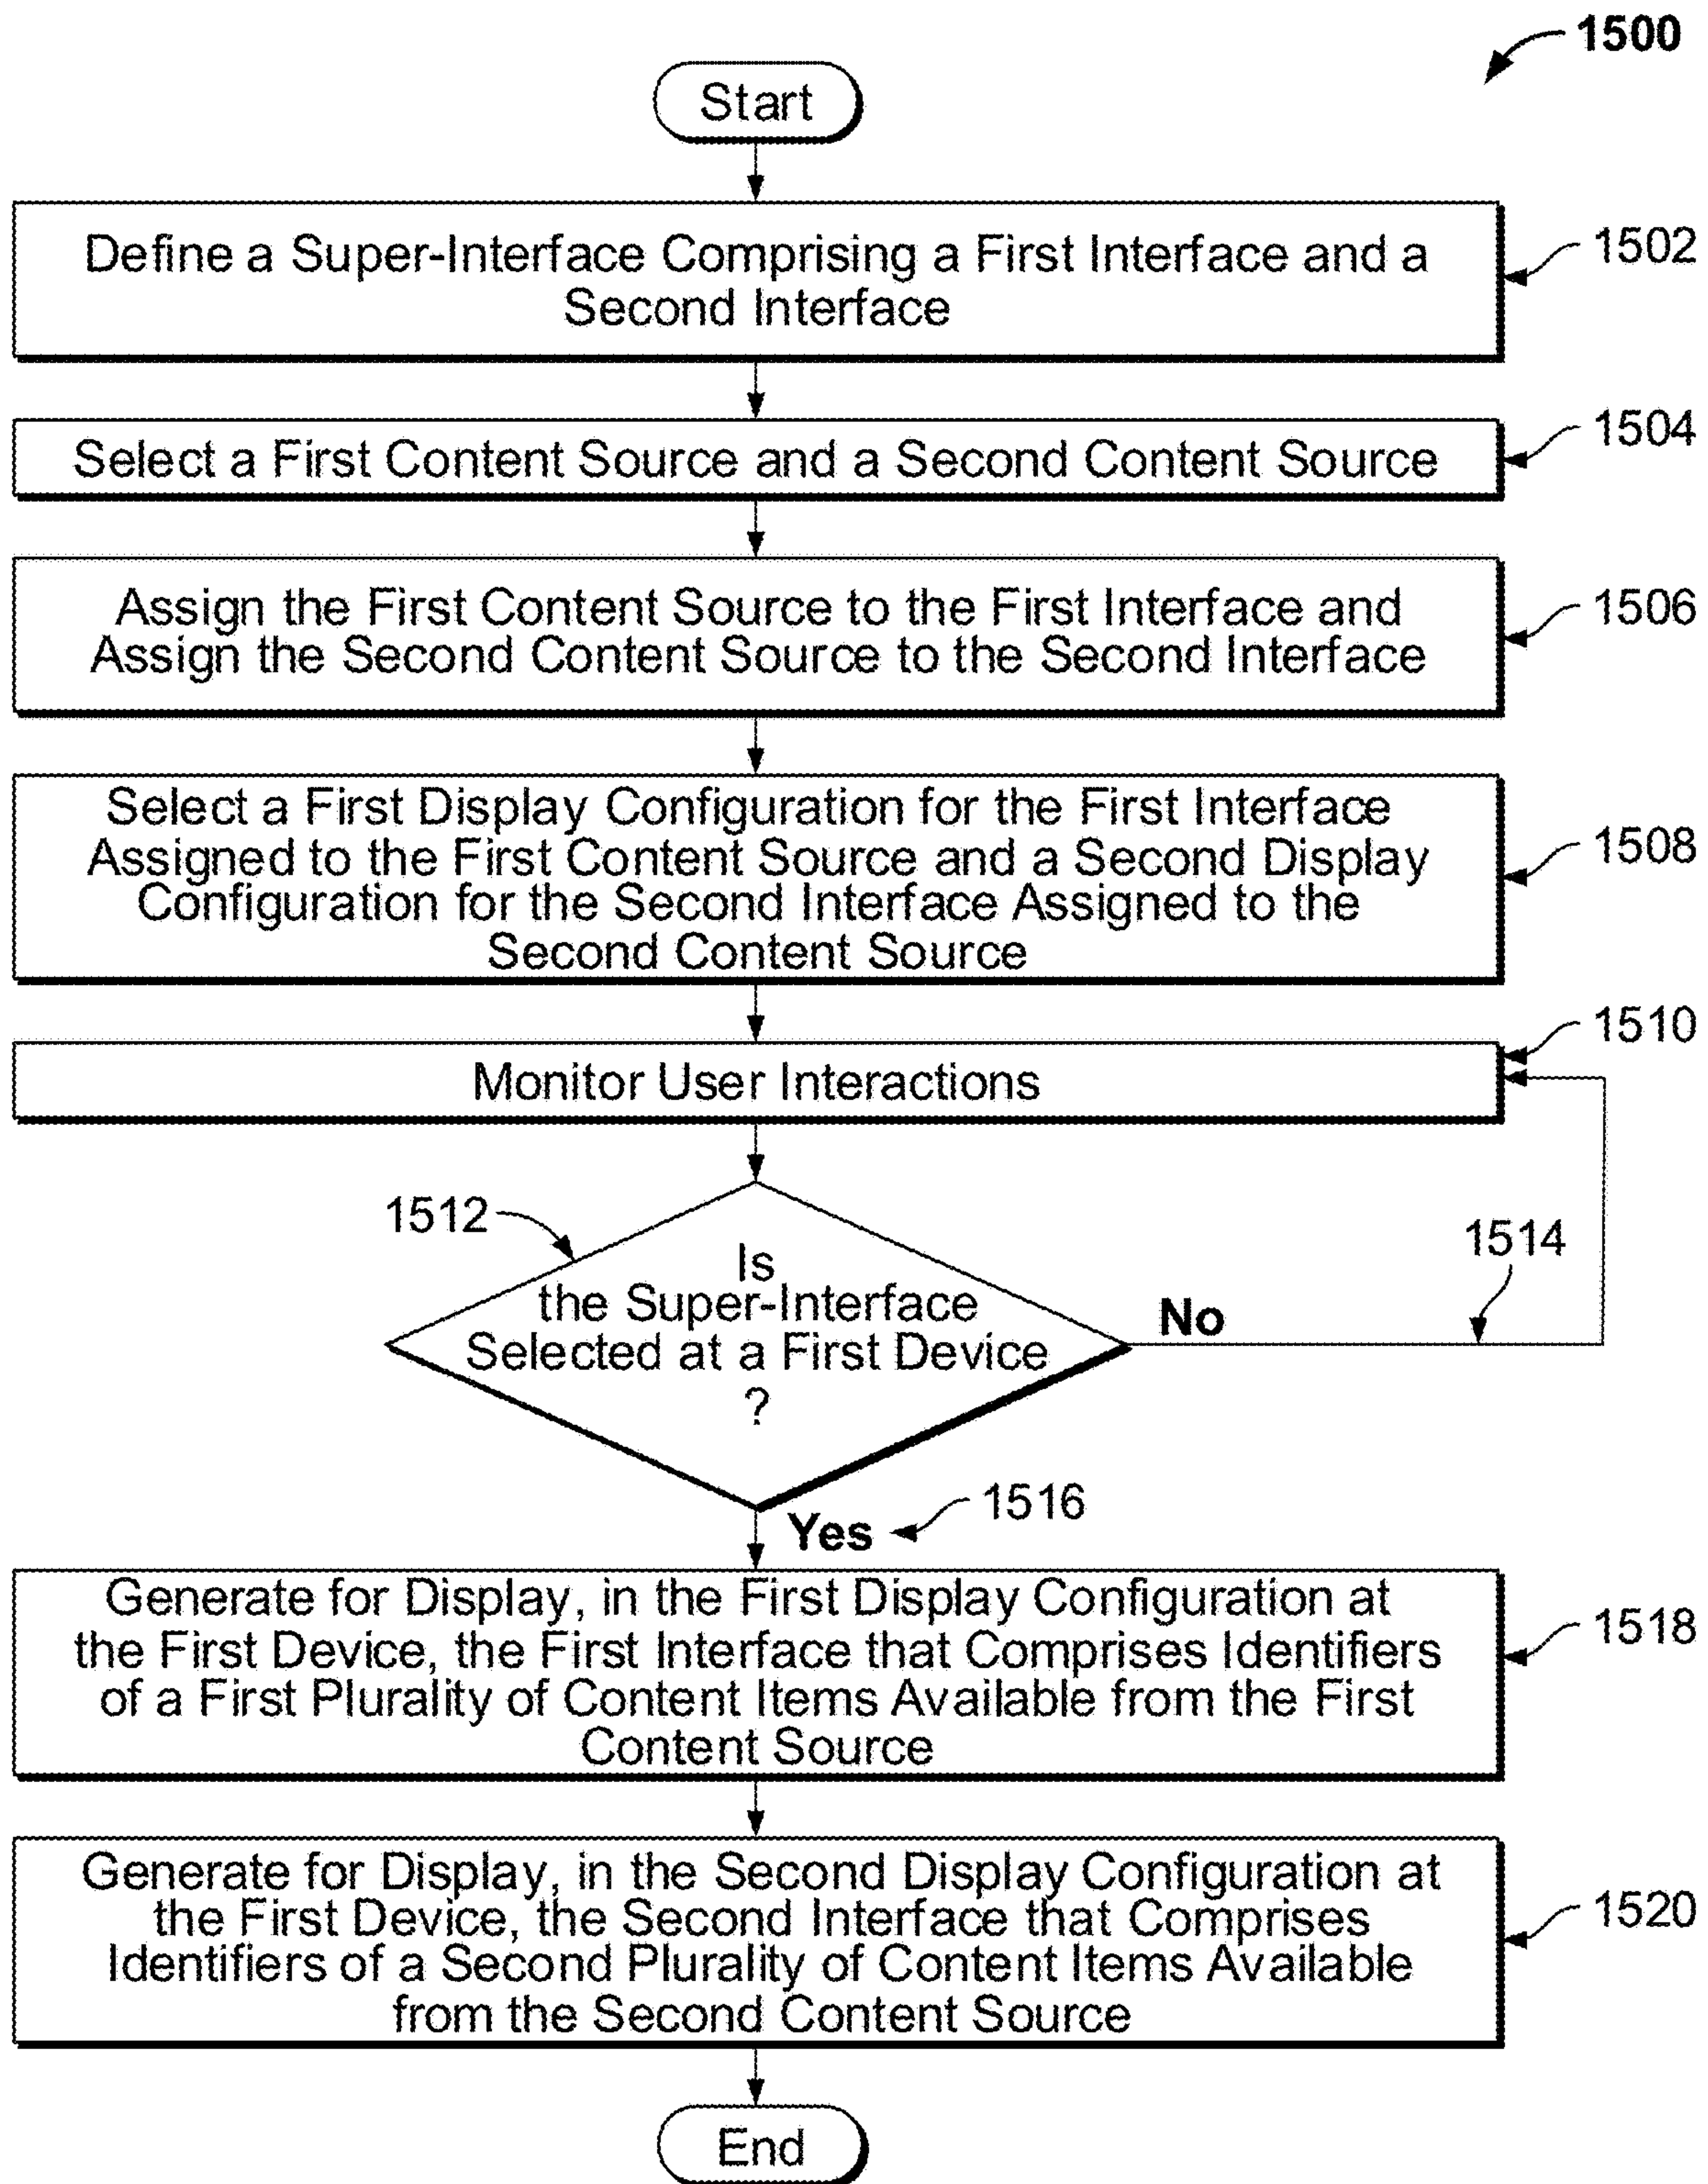 1500
Start
Define a Super-Interface Comprising a First Interface and a
Second Interface
1502
Select a First Content Source and a Second Content Source
1504
Assign the First Content Source to the First Interface and
Assign the Second Content Source to the Second Interface
1506
Select a First Display Configuration for the First Interface
Assigned to the First Content Source and a Second Display
Configuration for the Second Interface Assigned to the
Second Content Source
1508
Monitor User Interactions
1510
1512
Is
the Super-Interface
Selected at a First Device
?
No
1514
Yes
1516
Generate for Display, in the First Display Configuration at
the First Device, the First Interface that Comprises Identifiers
of a First Plurality of Content Items Available from the First
Content Source
1518
Generate for Display, in the Second Display Configuration at
the First Device, the Second Interface that Comprises
Identifiers of a Second Plurality of Content Items Available
from the Second Content Source
1520
End